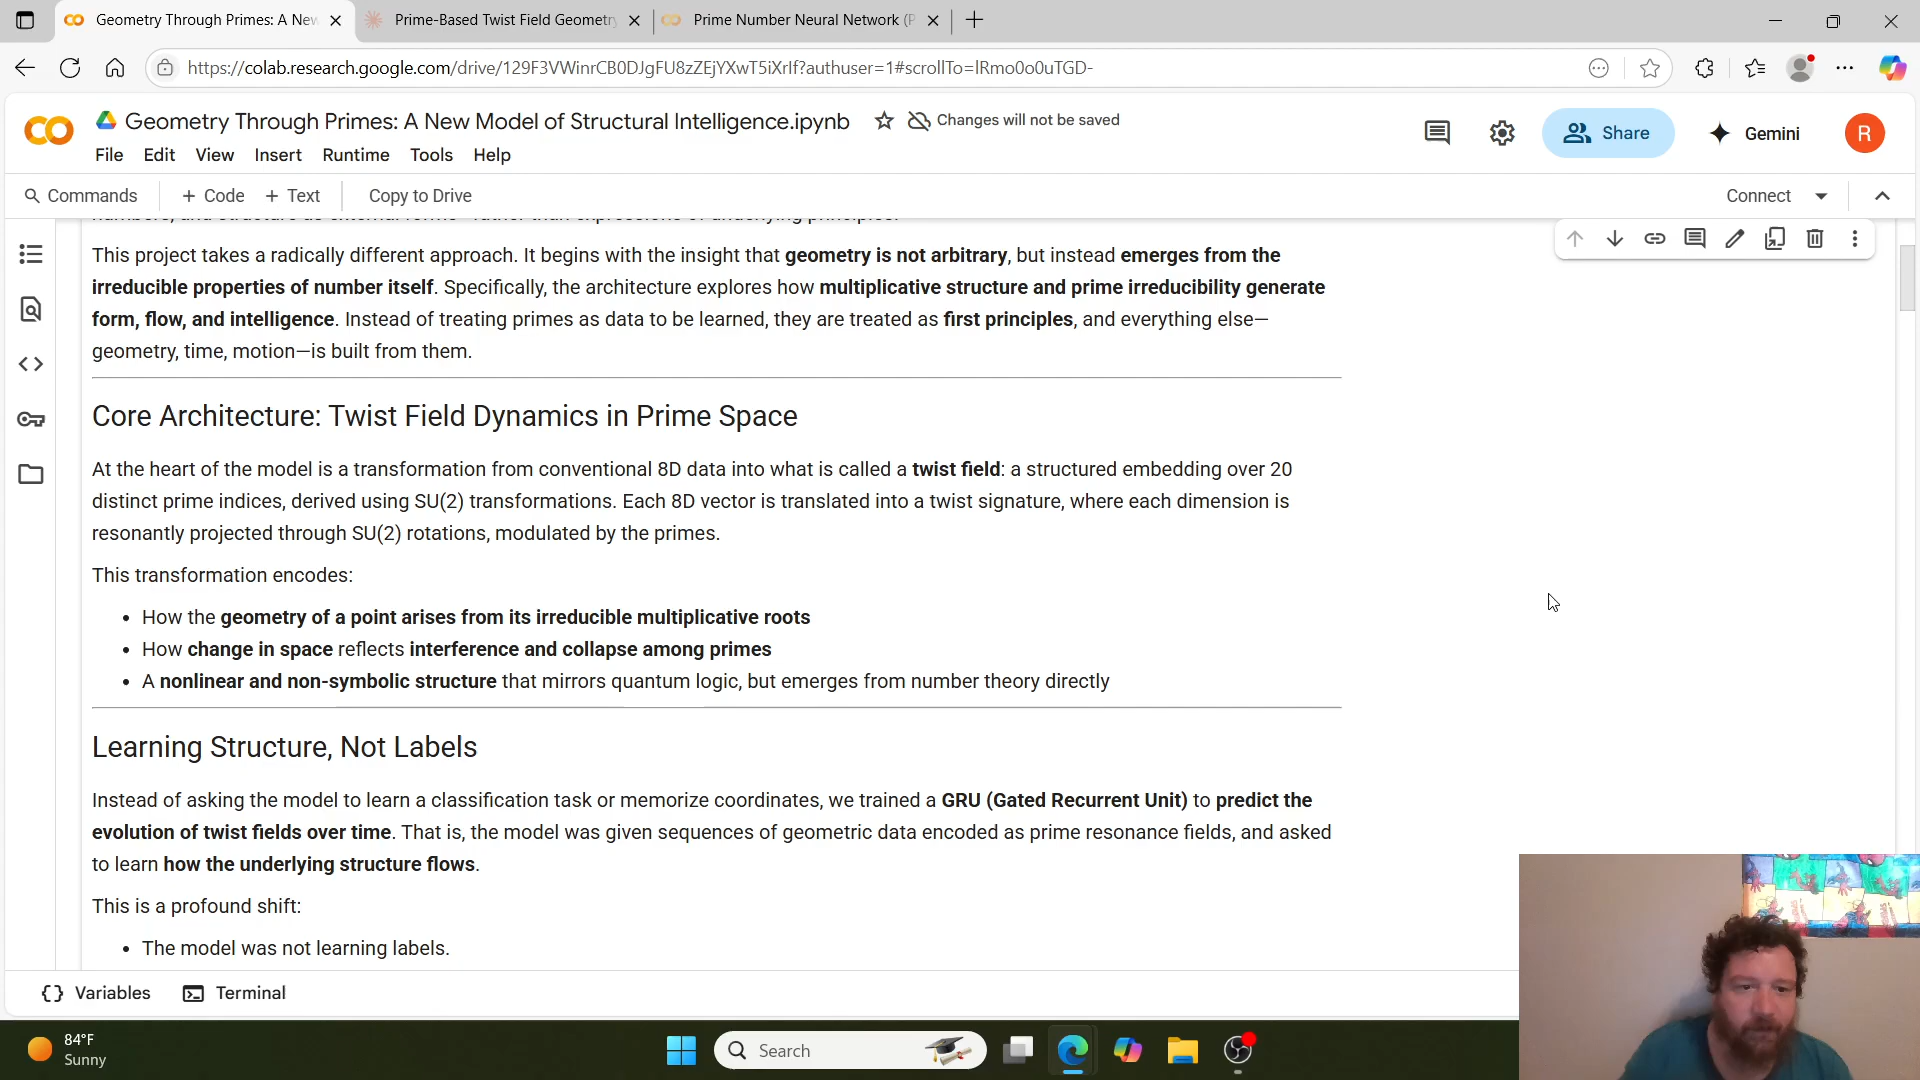 Geometry Through Primes: A New
Prime-Based Twist Field Geometry
Prime Number Neural Network (P
https://colab.research.google.com/drive/129F3VWinrCB0DJgFU8zZEjYXwT5iXrIf?authuser=1#scrollTo=lRmo0o0uTGD-
Geometry Through Primes: A New Model of Structural Intelligence.ipynb
Changes will not be saved
Share
Gemini
R
File Edit View Insert Runtime Tools Help
Commands + Code + Text Copy to Drive
Connect
numbers, and structure as external forms—rather than expressions of underlying principles.
This project takes a radically different approach. It begins with the insight that geometry is not arbitrary, but instead emerges from the
irreducible properties of number itself. Specifically, the architecture explores how multiplicative structure and prime irreducibility generate
form, flow, and intelligence. Instead of treating primes as data to be learned, they are treated as first principles, and everything else—
geometry, time, motion—is built from them.
Core Architecture: Twist Field Dynamics in Prime Space
At the heart of the model is a transformation from conventional 8D data into what is called a twist field: a structured embedding over 20
distinct prime indices, derived using SU(2) transformations. Each 8D vector is translated into a twist signature, where each dimension is
resonantly projected through SU(2) rotations, modulated by the primes.
This transformation encodes:
• How the geometry of a point arises from its irreducible multiplicative roots
• How change in space reflects interference and collapse among primes
• A nonlinear and non-symbolic structure that mirrors quantum logic, but emerges from number theory directly
Learning Structure, Not Labels
Instead of asking the model to learn a classification task or memorize coordinates, we trained a GRU (Gated Recurrent Unit) to predict the
evolution of twist fields over time. That is, the model was given sequences of geometric data encoded as prime resonance fields, and asked
to learn how the underlying structure flows.
This is a profound shift:
• The model was not learning labels.
Variables
Terminal
84°F
Sunny
Search